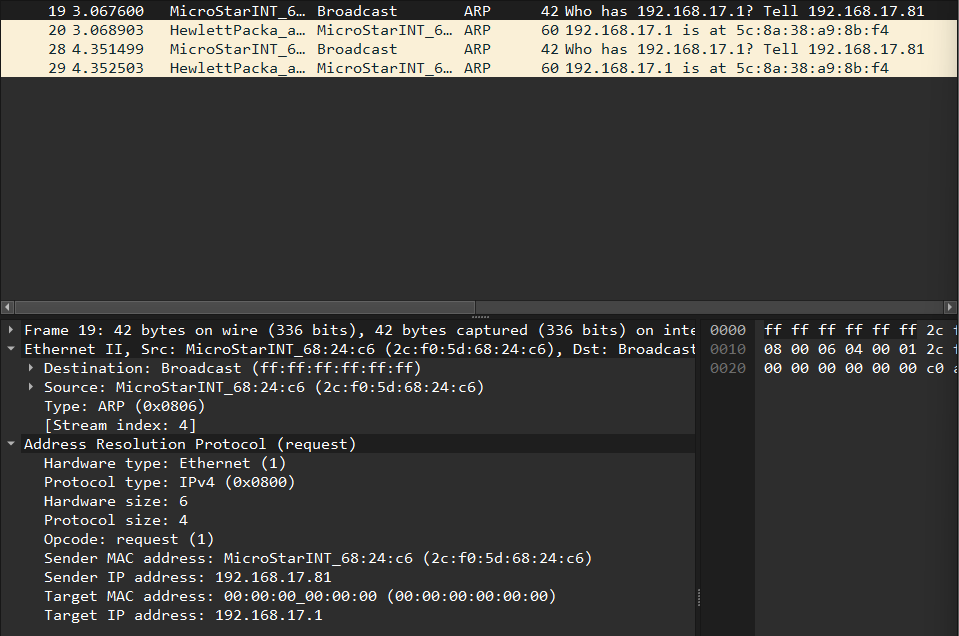 19 3.067600 MicroStarINT_6… Broadcast ARP 42 Who has 192.168.17.1? Tell 192.168.17.81
20 3.068903 HewlettPacka_a… MicroStarINT_6… ARP 60 192.168.17.1 is at 5c:8a:38:a9:8b:f4
28 4.351499 MicroStarINT_6… Broadcast ARP 42 Who has 192.168.17.1? Tell 192.168.17.81
29 4.352503 HewlettPacka_a… MicroStarINT_6… ARP 60 192.168.17.1 is at 5c:8a:38:a9:8b:f4
Frame 19: 42 bytes on wire (336 bits), 42 bytes captured (336 bits) on inte
Ethernet II, Src: MicroStarINT_68:24:c6 (2c:f0:5d:68:24:c6), Dst: Broadcast
Destination: Broadcast (ff:ff:ff:ff:ff:ff)
Source: MicroStarINT_68:24:c6 (2c:f0:5d:68:24:c6)
Type: ARP (0x0806)
[Stream index: 4]
Address Resolution Protocol (request)
Hardware type: Ethernet (1)
Protocol type: IPv4 (0x0800)
Hardware size: 6
Protocol size: 4
Opcode: request (1)
Sender MAC address: MicroStarINT_68:24:c6 (2c:f0:5d:68:24:c6)
Sender IP address: 192.168.17.81
Target MAC address: 00:00:00_00:00:00 (00:00:00:00:00:00)
Target IP address: 192.168.17.1
0000 ff ff ff ff ff ff 2c
0010 08 00 06 04 00 01 2c
0020 00 00 00 00 00 00 c0